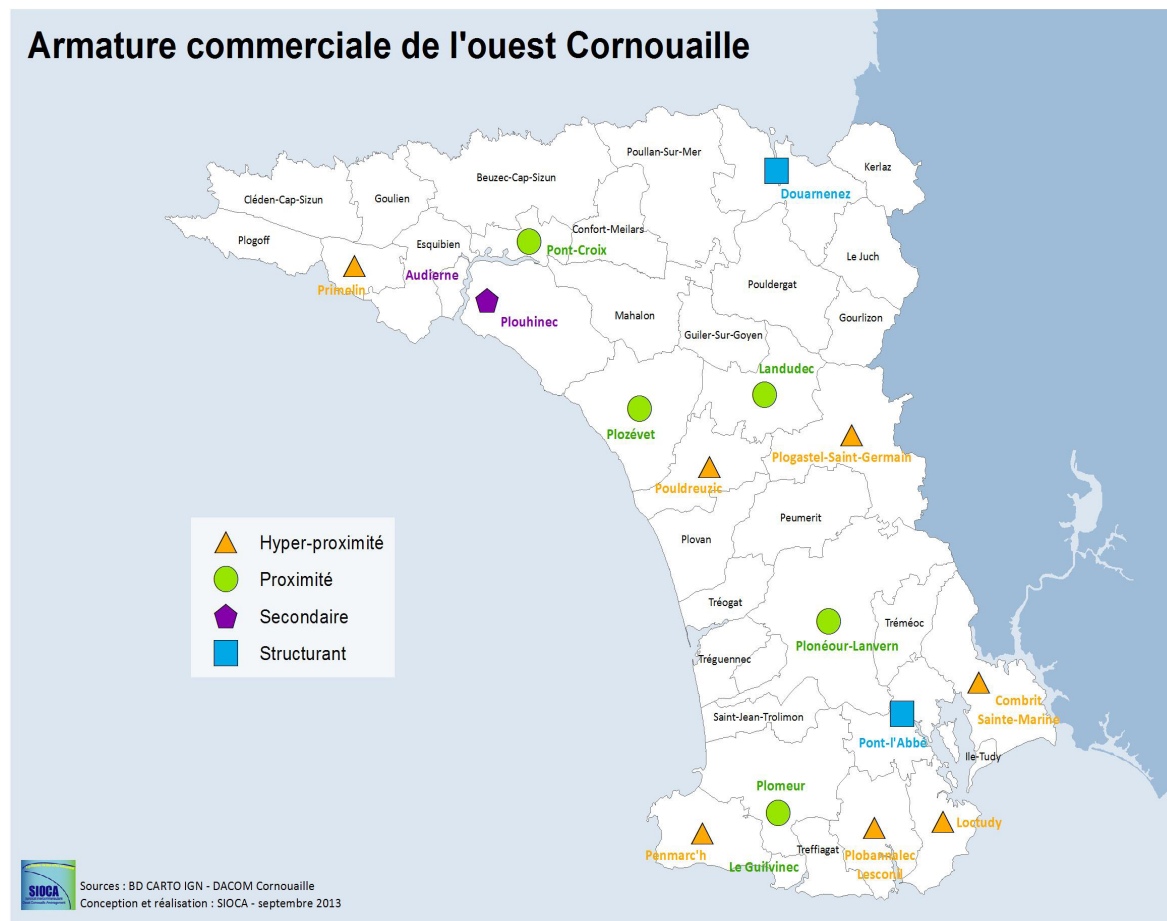 Armature commerciale de l'ouest Cornouaille
Poullan-Sur-Mer
Kerlaz
Beuzec-Cap-Sizun
Douarnenez
Cléden-Cap-Sizun
Goulien
Confort-Meilars
Plogoff
Esquibien
Pont-Croix
Le Juch
Audierne
Pouldergat
Primelin
Plouhinec
Mahalon
Gourlizon
Guiler-Sur-Goyen
Landudec
Plozévet
Plogastel-Saint-Germain
Pouldreuzic
Peumerit
Plovan
Hyper-proximité
Proximité
Secondaire
Structurant
Tréogat
Tréméoc
Plonéour-Lanvern
Tréguennec
Combrit
Sainte-Marine
Saint-Jean-Trolimon
Pont-l'Abbé
Ile-Tudy
Plomeur
Loctudy
Penmarc'h
Treffiagat
Plobannalec
Lesconil
Le Guilvinec
SIOCA
Sources : BD CARTO IGN - DACOM Cornouaille
Conception et réalisation : SIOCA - septembre 2013